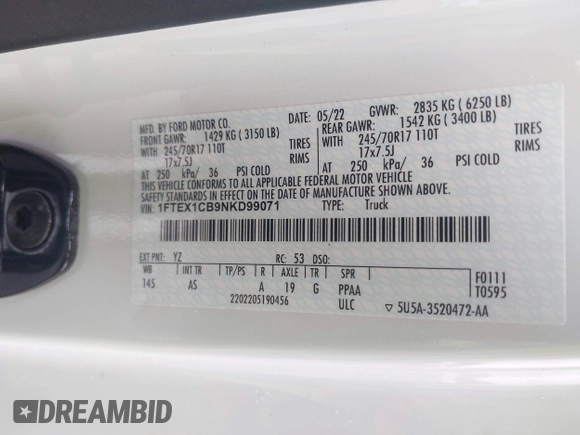 MFD. BY FORD MOTOR CO.
DATE: 05/22 GVWR: 2835 KG ( 6250 LB)
FRONT GAWR: 1429 KG ( 3150 LB) REAR GAWR: 1542 KG ( 3400 LB)
WITH 245/70R17 110T TIRES WITH 245/70R17 110T TIRES
17x7.5J RIMS 17x7.5J RIMS
AT 250 kPa/ 36 PSI COLD AT 250 kPa/ 36 PSI COLD
THIS VEHICLE CONFORMS TO ALL APPLICABLE FEDERAL MOTOR VEHICLE
SAFETY STANDARDS IN EFFECT ON THE DATE OF MANUFACTURE SHOWN ABOVE.
VIN: 1FTEX1CB9NKD99071 TYPE: Truck
EXT PNT: YZ RC: 53 DSO:
WB INT TR TP/PS R AXLE TR SPR F0111
145 AS A 19 G PPAA T0595
2202205190456 ULC ▽ 5U5A-3520472-AA
DREAMBID